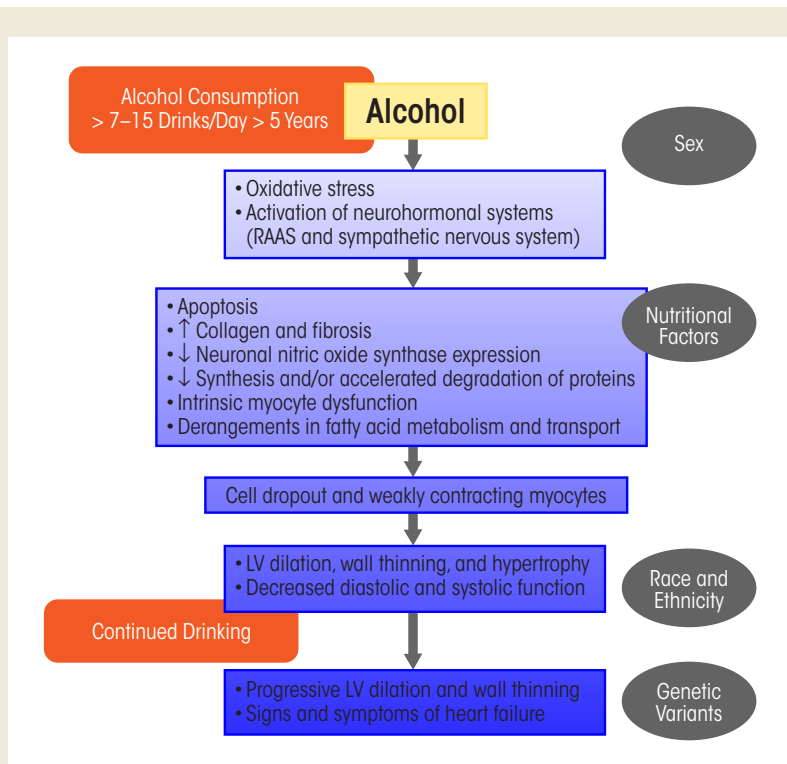 Alcohol Consumption
> 7–15 Drinks/Day > 5 Years
Alcohol
Sex
• Oxidative stress
• Activation of neurohormonal systems
(RAAS and sympathetic nervous system)
• Apoptosis
• ↑ Collagen and fibrosis
• ↓ Neuronal nitric oxide synthase expression
• ↓ Synthesis and/or accelerated degradation of proteins
• Intrinsic myocyte dysfunction
• Derangements in fatty acid metabolism and transport
Nutritional
Factors
Cell dropout and weakly contracting myocytes
• LV dilation, wall thinning, and hypertrophy
• Decreased diastolic and systolic function
Race and
Ethnicity
Continued Drinking
• Progressive LV dilation and wall thinning
• Signs and symptoms of heart failure
Genetic
Variants